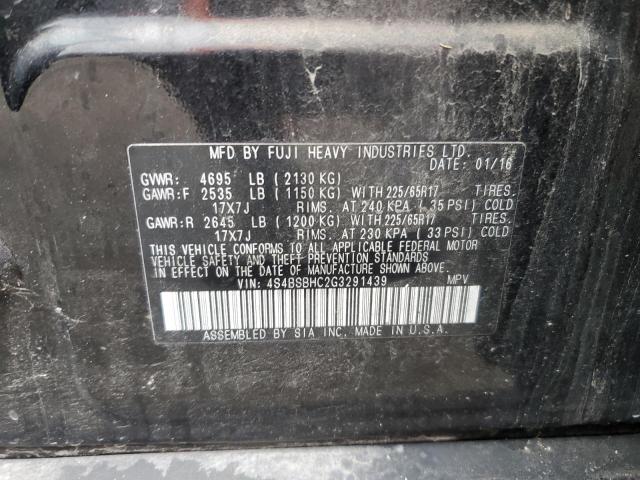 MFD BY FUJI HEAVY INDUSTRIES LTD.
DATE: 01/16
GVWR: 4695 LB (2130 KG)
GAWR:F 2535 LB (1150 KG) WITH 225/65R17 TIRES.
17X7J RIMS. AT 240 KPA (35 PSI) COLD
GAWR:R 2645 LB (1200 KG) WITH 225/65R17 TIRES.
17X7J RIMS. AT 230 KPA (33 PSI) COLD
THIS VEHICLE CONFORMS TO ALL APPLICABLE FEDERAL MOTOR
VEHICLE SAFETY AND THEFT PREVENTION STANDARDS IN
EFFECT ON THE DATE OF MANUFACTURE SHOWN ABOVE.
VIN: 4S4BSBHC2G3291439 MPV
ASSEMBLED BY SIA INC. MADE IN U.S.A.